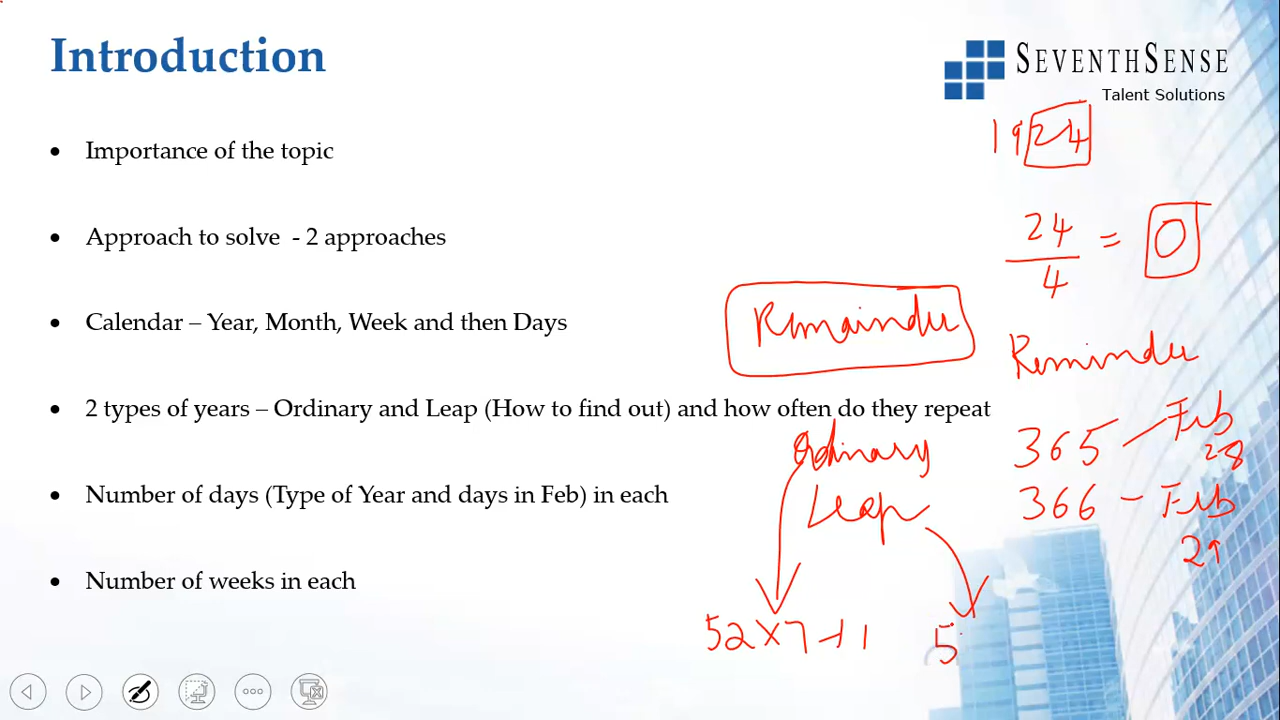 Introduction
SEVENTHSENSE
Talent Solutions
1924
• Importance of the topic
24
4
= 0
• Approach to solve - 2 approaches
• Calendar – Year, Month, Week and then Days
Remainder
Reminder
• 2 types of years – Ordinary and Leap (How to find out) and how often do they repeat
Ordinary
365 – Feb
28
• Number of days (Type of Year and days in Feb) in each
Leap
366 – Feb
29
• Number of weeks in each
52×7+1
5